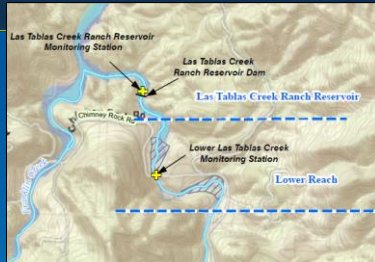 Las Tablas Creek Ranch Reservoir
Monitoring Station
Las Tablas Creek
Ranch Reservoir Dam
Las Tablas Creek Ranch Reservoir
Chimney Rock Rd
Lower Las Tablas Creek
Monitoring Station
Lower Reach